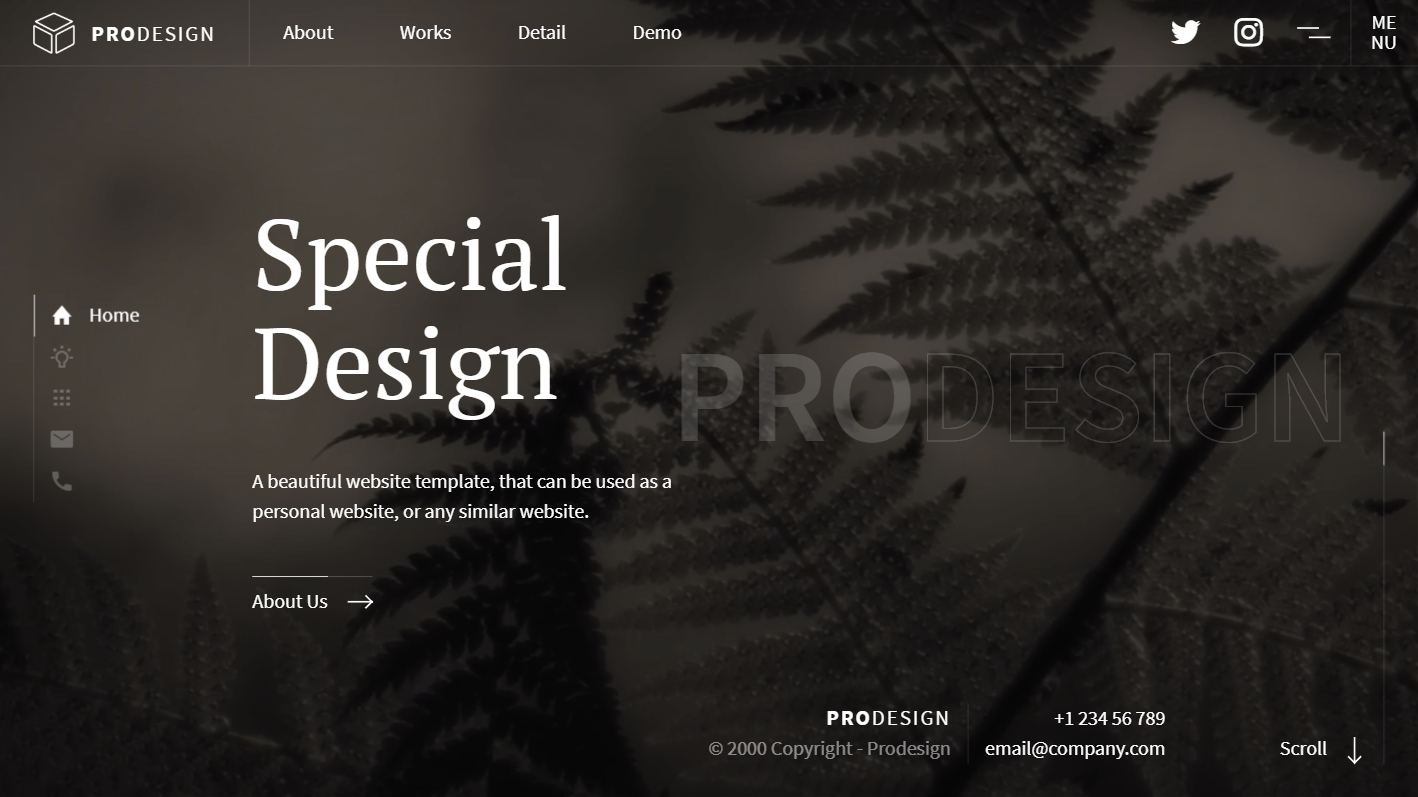 PRODESIGN
About
Works
Detail
Demo
ME
NU
Special
Design
Home
PRODESIGN
A beautiful website template, that can be used as a
personal website, or any similar website.
About Us
PRODESIGN
© 2000 Copyright - Prodesign
+1 234 56 789
email@company.com
Scroll